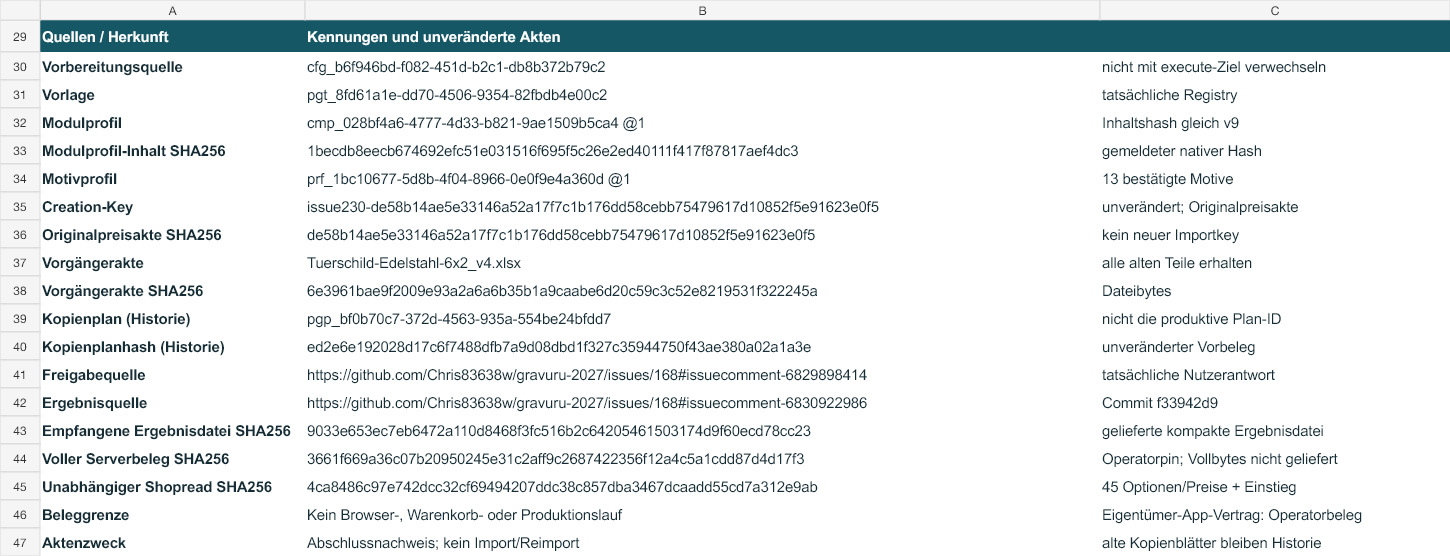 A B C
29 Quellen / Herkunft Kennungen und unveränderte Akten
30 Vorbereitungsquelle cfg_b6f946bd-f082-451d-b2c1-db8b372b79c2 nicht mit execute-Ziel verwechseln
31 Vorlage pgt_8fd61a1e-dd70-4506-9354-82fbdb4e00c2 tatsächliche Registry
32 Modulprofil cmp_028bf4a6-4777-4d33-b821-9ae1509b5ca4 @1 Inhaltshash gleich v9
33 Modulprofil-Inhalt SHA256 1becdb8eecb674692efc51e031516f695f5c26e2ed40111f417f87817aef4dc3 gemeldeter nativer Hash
34 Motivprofil prf_1bc10677-5d8b-4f04-8966-0e0f9e4a360d @1 13 bestätigte Motive
35 Creation-Key issue230-de58b14ae5e33146a52a17f7c1b176dd58cebb75479617d10852f5e91623e0f5 unverändert; Originalpreisakte
36 Originalpreisakte SHA256 de58b14ae5e33146a52a17f7c1b176dd58cebb75479617d10852f5e91623e0f5 kein neuer Importkey
37 Vorgängerakte Tuerschild-Edelstahl-6x2_v4.xlsx alle alten Teile erhalten
38 Vorgängerakte SHA256 6e3961bae9f2009e93a2a6a6b35b1a9caabe6d20c59c3c52e8219531f322245a Dateibytes
39 Kopienplan (Historie) pgp_bf0b70c7-372d-4563-935a-554be24bfdd7 nicht die produktive Plan-ID
40 Kopienplanhash (Historie) ed2e6e192028d17c6f7488dfb7a9d08dbd1f327c35944750f43ae380a02a1a3e unveränderter Vorbeleg
41 Freigabequelle https://github.com/Chris83638w/gravuru-2027/issues/168#issuecomment-6829898414 tatsächliche Nutzerantwort
42 Ergebnisquelle https://github.com/Chris83638w/gravuru-2027/issues/168#issuecomment-6830922986 Commit f33942d9
43 Empfangene Ergebnisdatei SHA256 9033e653ec7eb6472a110d8468f3fc516b2c64205461503174d9f60ecd78cc23 gelieferte kompakte Ergebnisdatei
44 Voller Serverbeleg SHA256 3661f669a36c07b20950245e31c2aff9c2687422356f12a4c5a1cdd87d4d17f3 Operatorpin; Vollbytes nicht geliefert
45 Unabhängiger Shopread SHA256 4ca8486c97e742dcc32cf69494207ddc38c857dba3467dcaadd55cd7a312e9ab 45 Optionen/Preise + Einstieg
46 Beleggrenze Kein Browser-, Warenkorb- oder Produktionslauf Eigentümer-App-Vertrag: Operatorbeleg
47 Aktenzweck Abschlussnachweis; kein Import/Reimport alte Kopienblätter bleiben Historie